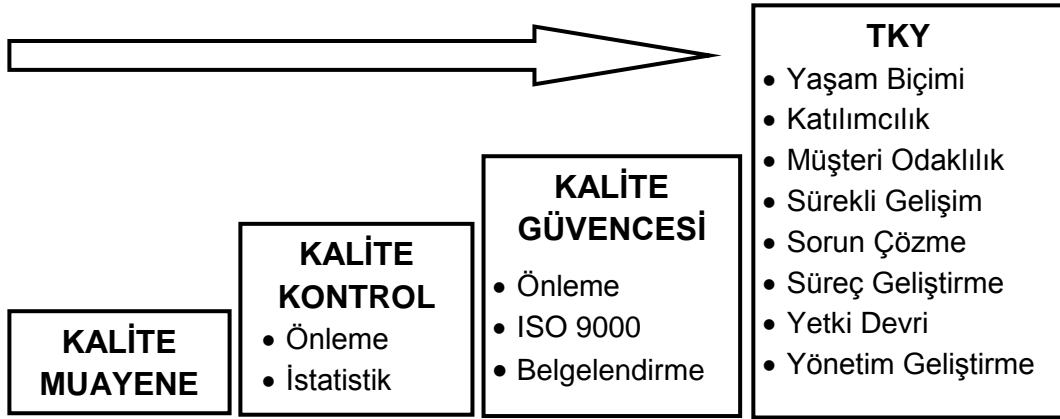 KALİTE
MUAYENE
KALİTE
KONTROL
• Önleme
• İstatistik
KALİTE
GÜVENCESİ
• Önleme
• ISO 9000
• Belgelendirme
TKY
• Yaşam Biçimi
• Katılımcılık
• Müşteri Odaklılık
• Sürekli Gelişim
• Sorun Çözme
• Süreç Geliştirme
• Yetki Devri
• Yönetim Geliştirme